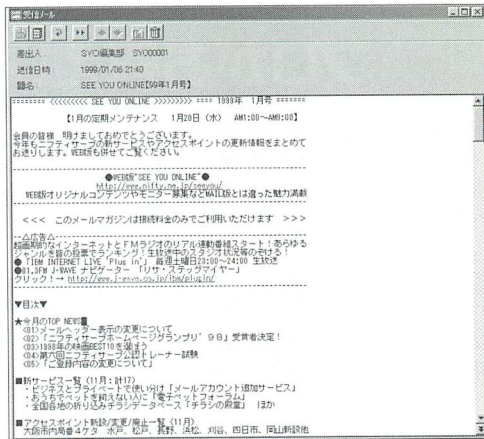 受信メール
差出人 SYO編集部 SYO00001
送信日時 1999/01/06 21:40
題名 SEE YOU ONLINE【99年1月号】
======== <<<<<<<<< SEE YOU ONLINE >>>>>>>>> ==== 1999年 1月号 =======
【1月の定期メンテナンス 1月20日(水) AM1:00〜AM8:00】
会員の皆様 明けましておめでとうございます。
今年もニフティサーブの新サービスやアクセスポイントの更新情報をまとめて
お送りします。WEB版も併せてご覧ください。
●WEB版"SEE YOU ONLINE"●
http://www.nifty.ne.jp/seeyou/
WEB版オリジナルコンテンツやモニター募集などMAIL版とは違った魅力満載
<<< このメールマガジンは接続料金のみでご利用いただけます >>>
--△広告△--
超画期的なインターネットとFMラジオのリアル連動番組スタート!あらゆる
ジャンルを皆の投票でランキング!生放送中のスタジオ状況等のぞける!
●「IBM INTERNET LIVE 'Plug in'」 毎週土曜日23:00〜24:00 生放送
●81.3FM J-WAVE ナビゲーター 「リサ・ステッグマイヤー」
クリック!→ http://www.j-wave.co.jp/ibm/plugin/
▼目次▼
★今月のTOP NEWS
<01>メールヘッダー表示の変更について
<02>「ニフティサーブホームページグランプリ'98」受賞者決定!
<03>1998年の映画BEST10を選ぼう
<04>第六回ニフティサーブ公認トレーナー試験
<05>「ご登録内容の変更について」
■新サービス一覧(11月:計17)
・ビジネスとプライベートで使い分け「メールアカウント追加サービス」
・おうちでペットを飼えない人に「電子ペットフォーラム」
・全国各地の折り込みチラシデータベース「チラシの殿堂」 ほか
■アクセスポイント新設/変更/廃止一覧(11月)
大阪市内局番4ケタ 水戸、松戸、長野、浜松、刈谷、四日市、岡山新設他